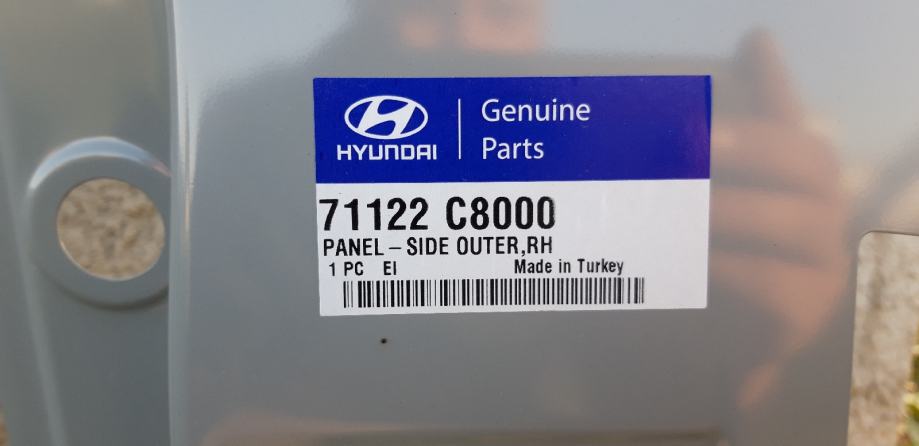 Genuine
Parts
HYUNDAI
71122 C8000
PANEL-SIDE OUTER,RH
1 PC EI Made in Turkey